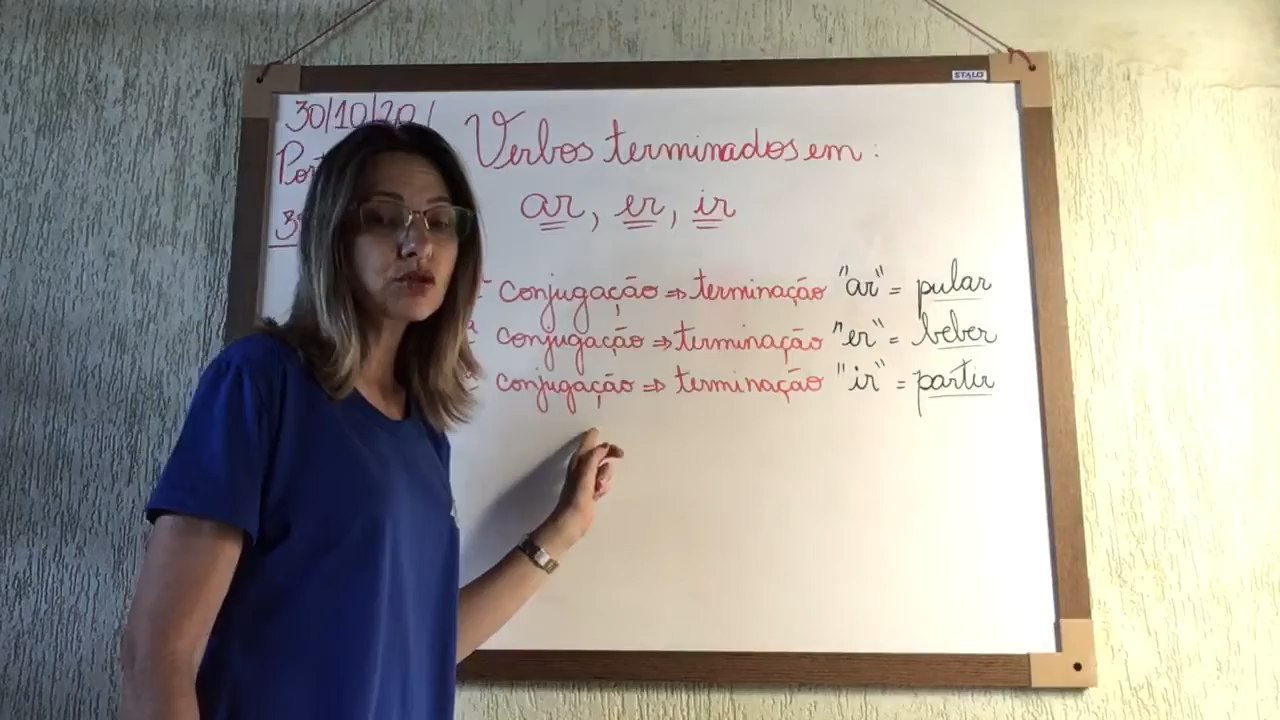 STALO
30/10/20
Verbos terminados em:
ar, er, ir
conjugação ⇒ terminação "ar" = pular
ª conjugação ⇒ terminação "er" = beber
conjugação ⇒ terminação "ir" = partir